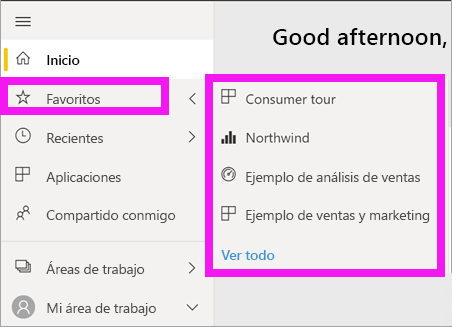 Good afternoon,
Inicio
Favoritos
Recientes
Aplicaciones
Compartido conmigo
Áreas de trabajo
Mi área de trabajo
Consumer tour
Northwind
Ejemplo de análisis de ventas
Ejemplo de ventas y marketing
Ver todo